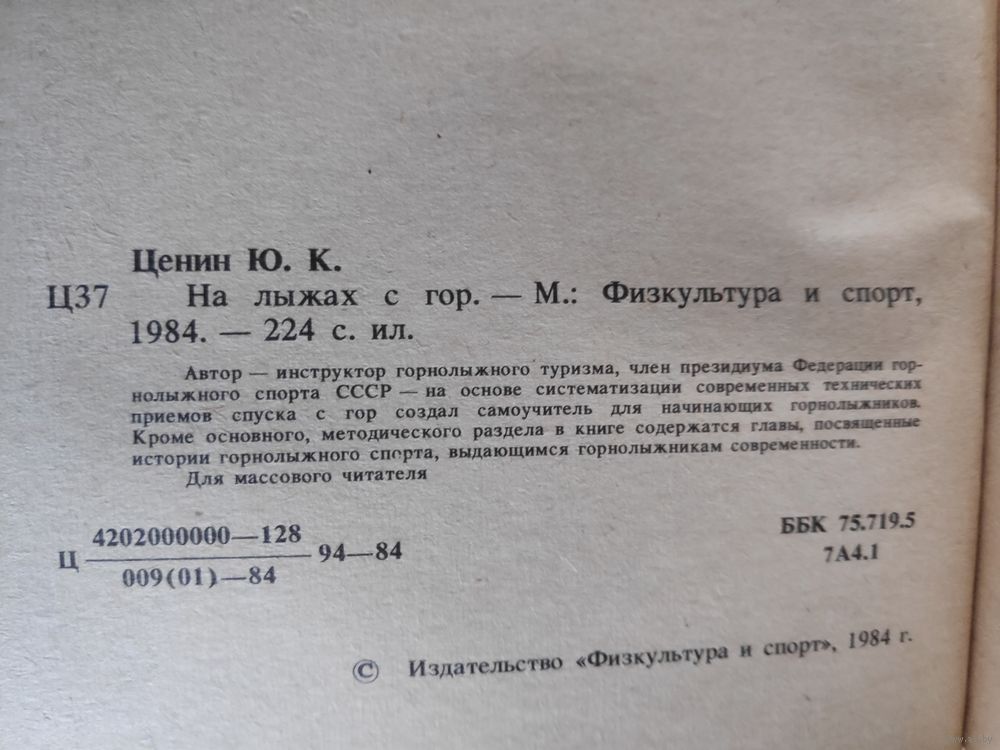 Ценин Ю. К.
Ц37 На лыжах с гор. — М.: Физкультура и спорт,
1984. — 224 с. ил.
Автор — инструктор горнолыжного туризма, член президиума Федерации гор-
нолыжного спорта СССР — на основе систематизации современных технических
приемов спуска с гор создал самоучитель для начинающих горнолыжников.
Кроме основного, методического раздела в книге содержатся главы, посвященные
истории горнолыжного спорта, выдающимся горнолыжникам современности.
Для массового читателя
4202000000—128
Ц 94—84
009(01)—84
ББК 75.719.5
7А4.1
© Издательство «Физкультура и спорт», 1984 г.